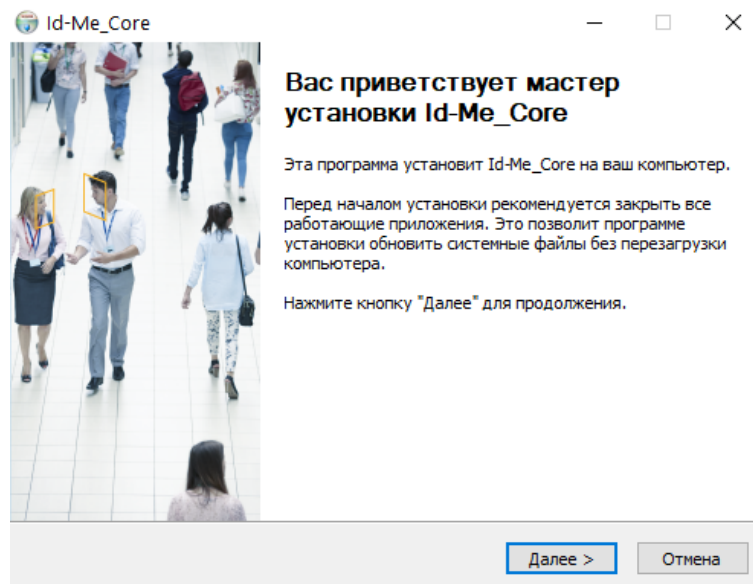 Id-Me_Core
Вас приветствует мастер
установки Id-Me_Core
Эта программа установит Id-Me_Core на ваш компьютер.
Перед началом установки рекомендуется закрыть все
работающие приложения. Это позволит программе
установки обновить системные файлы без перезагрузки
компьютера.
Нажмите кнопку "Далее" для продолжения.
Далее >
Отмена